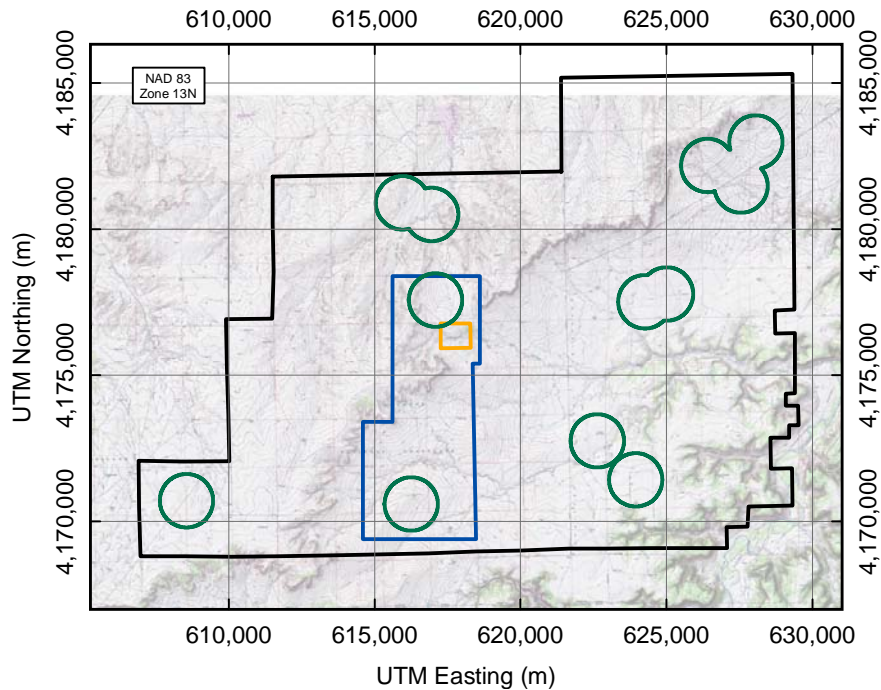 610,000 615,000 620,000 625,000 630,000
NAD 83
Zone 13N
4,185,000 4,185,000
4,180,000 4,180,000
4,175,000 4,175,000
4,170,000 4,170,000
UTM Northing (m)
610,000 615,000 620,000 625,000 630,000
UTM Easting (m)